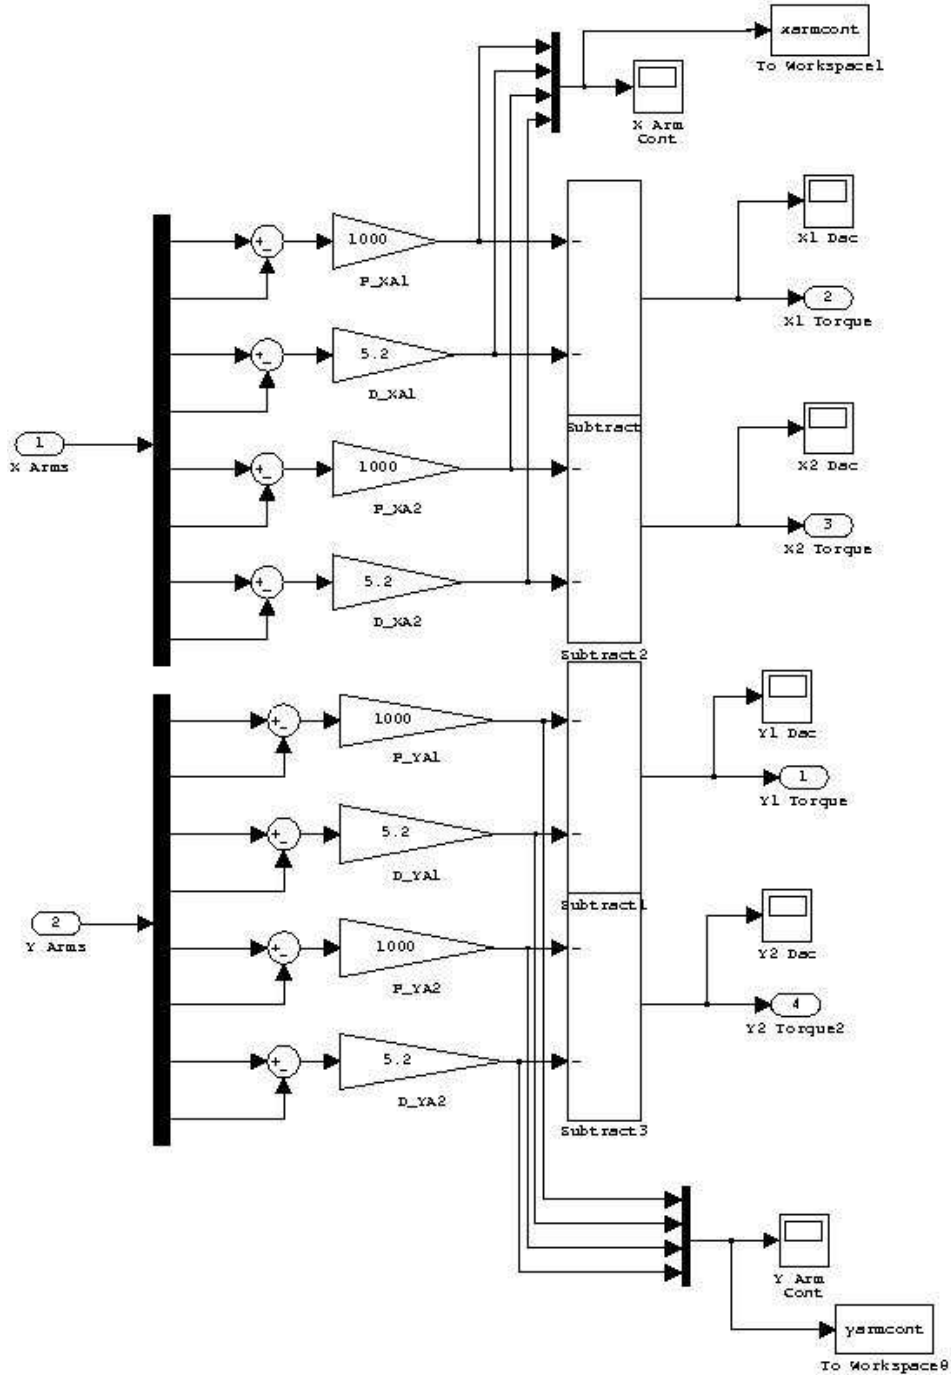 xarmcont
To Workspace1
X Arm
Cont
X1 Dac
+
−
1000
−
P_XA1
2
X1 Torque
+
−
5.2
−
D_XA1
Subtract
1
X Arms
X2 Dac
+
−
1000
−
P_XA2
3
X2 Torque
+
−
5.2
−
D_XA2
Subtract2
+
−
1000
−
P_YA1
Y1 Dac
1
Y1 Torque
+
−
5.2
−
D_YA1
Subtract1
2
Y Arms
+
−
1000
−
P_YA2
Y2 Dac
4
Y2 Torque2
+
−
5.2
−
D_YA2
Subtract3
Y Arm
Cont
yarmcont
To Workspace8